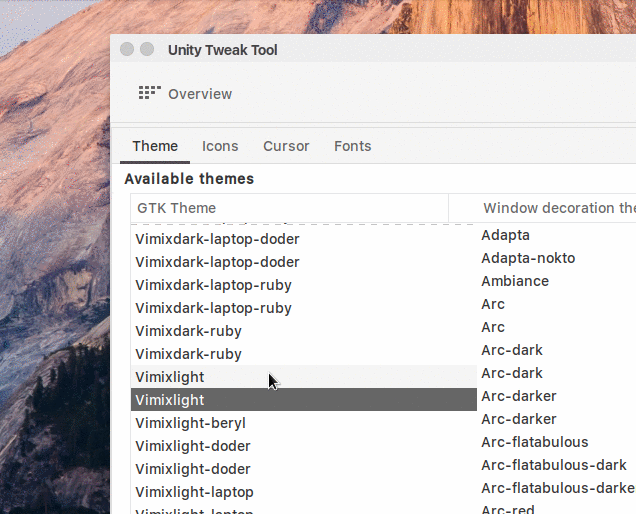 Unity Tweak Tool
Overview
Theme Icons Cursor Fonts
Available themes
GTK Theme
Vimixdark-laptop-doder
Vimixdark-laptop-doder
Vimixdark-laptop-ruby
Vimixdark-laptop-ruby
Vimixdark-ruby
Vimixdark-ruby
Vimixlight
Vimixlight
Vimixlight-beryl
Vimixlight-doder
Vimixlight-doder
Vimixlight-laptop
Window decoration the
Adapta
Adapta-nokto
Ambiance
Arc
Arc
Arc-dark
Arc-dark
Arc-darker
Arc-darker
Arc-flatabulous
Arc-flatabulous-dark
Arc-flatabulous-darke
Arc-red